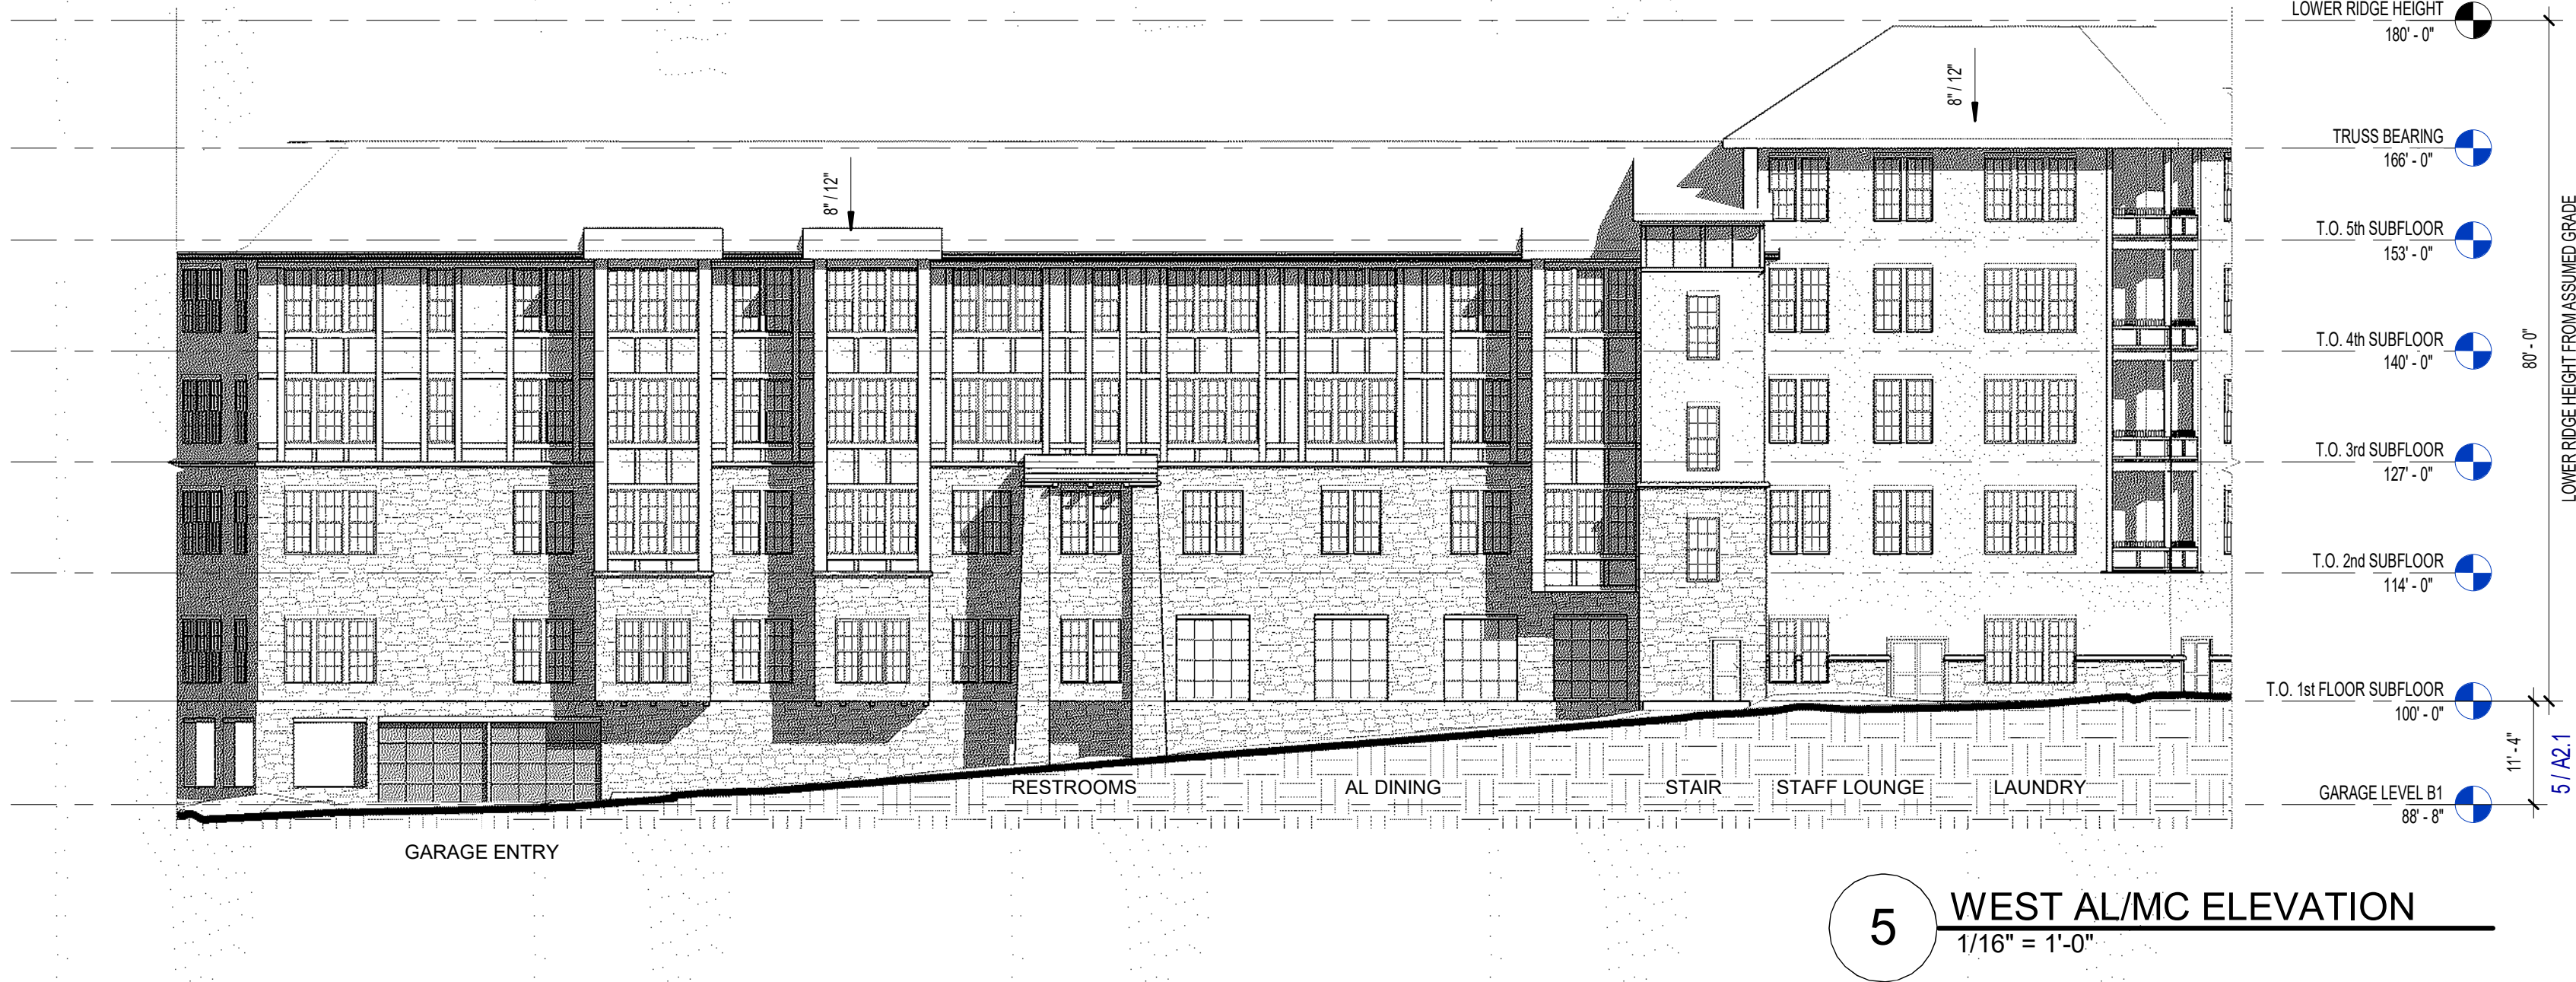 LOWER RIDGE HEIGHT
180' - 0"
8" / 12"
TRUSS BEARING
166' - 0"
8" / 12"
T.O. 5th SUBFLOOR
153' - 0"
T.O. 4th SUBFLOOR
140' - 0"
80' - 0"
LOWER RIDGE HEIGHT FROM ASSUMED GRADE
T.O. 3rd SUBFLOOR
127' - 0"
T.O. 2nd SUBFLOOR
114' - 0"
T.O. 1st FLOOR SUBFLOOR
100' - 0"
11' - 4"
5 / A2.1
RESTROOMS
AL DINING
STAIR
STAFF LOUNGE
LAUNDRY
GARAGE LEVEL B1
88' - 8"
GARAGE ENTRY
5
WEST AL/MC ELEVATION
1/16" = 1'-0"